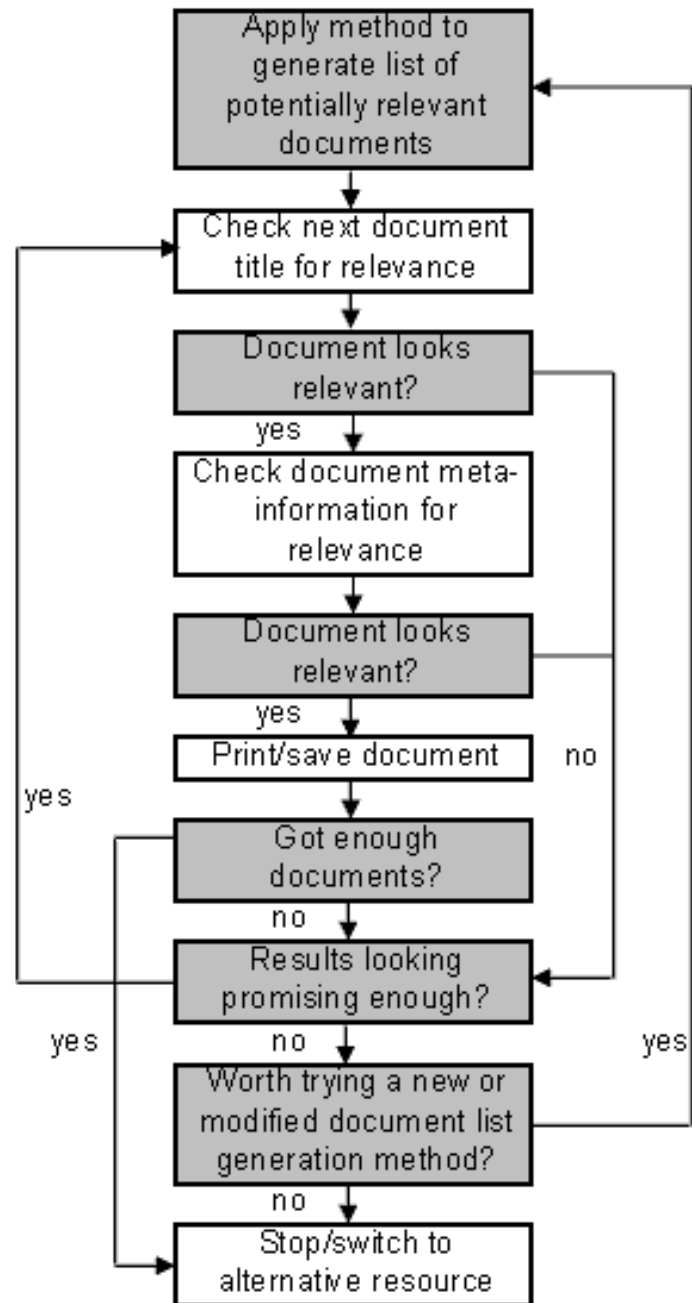 Apply method to
generate list of
potentially relevant
documents
Check next document
title for relevance
Document looks
relevant?
yes
Check document meta-
information for
relevance
Document looks
relevant?
yes
Print/save document
no
yes
Got enough
documents?
no
Results looking
promising enough?
yes
no
yes
Worth trying a new or
modified document list
generation method?
no
Stop/switch to
alternative resource